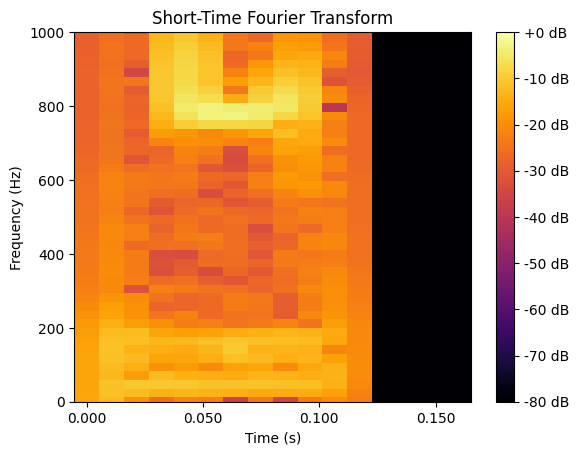 Short-Time Fourier Transform
1000
800
600
400
200
0
Frequency (Hz)
0.000
0.050
0.100
0.150
Time (s)
+0 dB
-10 dB
-20 dB
-30 dB
-40 dB
-50 dB
-60 dB
-70 dB
-80 dB